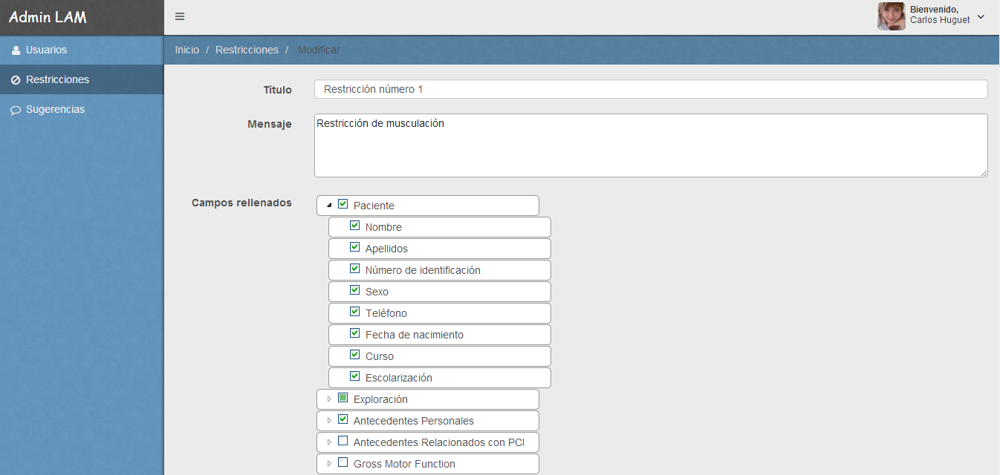 Admin LAM
Bienvenido,
Carlos Huguet
Usuarios
Restricciones
Sugerencias
Inicio / Restricciones / Modificar
Título Restricción número 1
Mensaje Restricción de musculación
Campos rellenados
Paciente
Nombre
Apellidos
Número de identificación
Sexo
Teléfono
Fecha de nacimiento
Curso
Escolarización
Exploración
Antecedentes Personales
Antecedentes Relacionados con PCI
Gross Motor Function